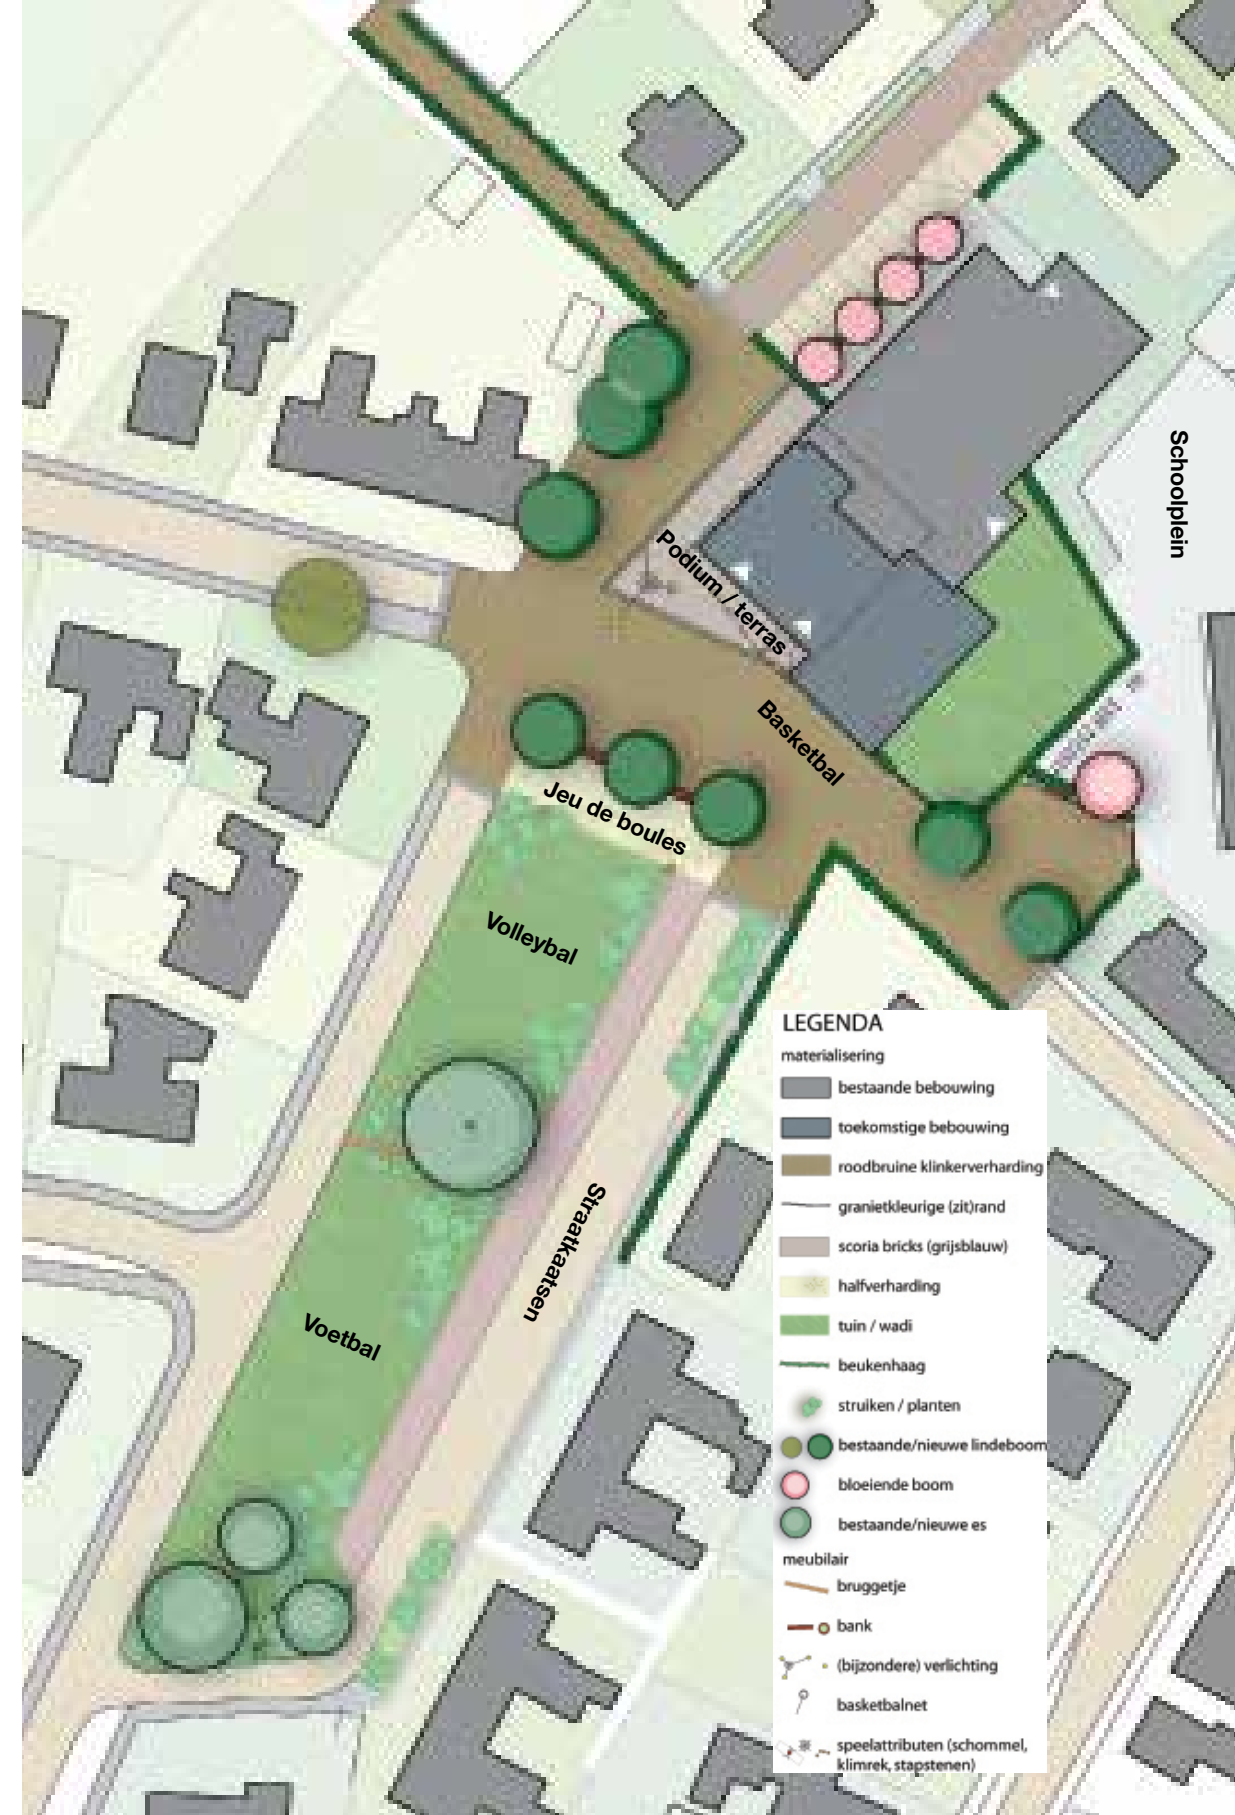 Schoolplein
Podium / terras
Basketbal
Jeu de boules
Volleybal
Straatkaatsen
Voetbal
LEGENDA
materialisering
bestaande bebouwing
toekomstige bebouwing
roodbruine klinkerverharding
granietkleurige (zit)rand
scoria bricks (grijsblauw)
halfverharding
tuin / wadi
beukenhaag
struiken / planten
bestaande/nieuwe lindeboom
bloeiende boom
bestaande/nieuwe es
meubilair
bruggetje
bank
(bijzondere) verlichting
basketbalnet
speelattributen (schommel,
klimrek, stapstenen)